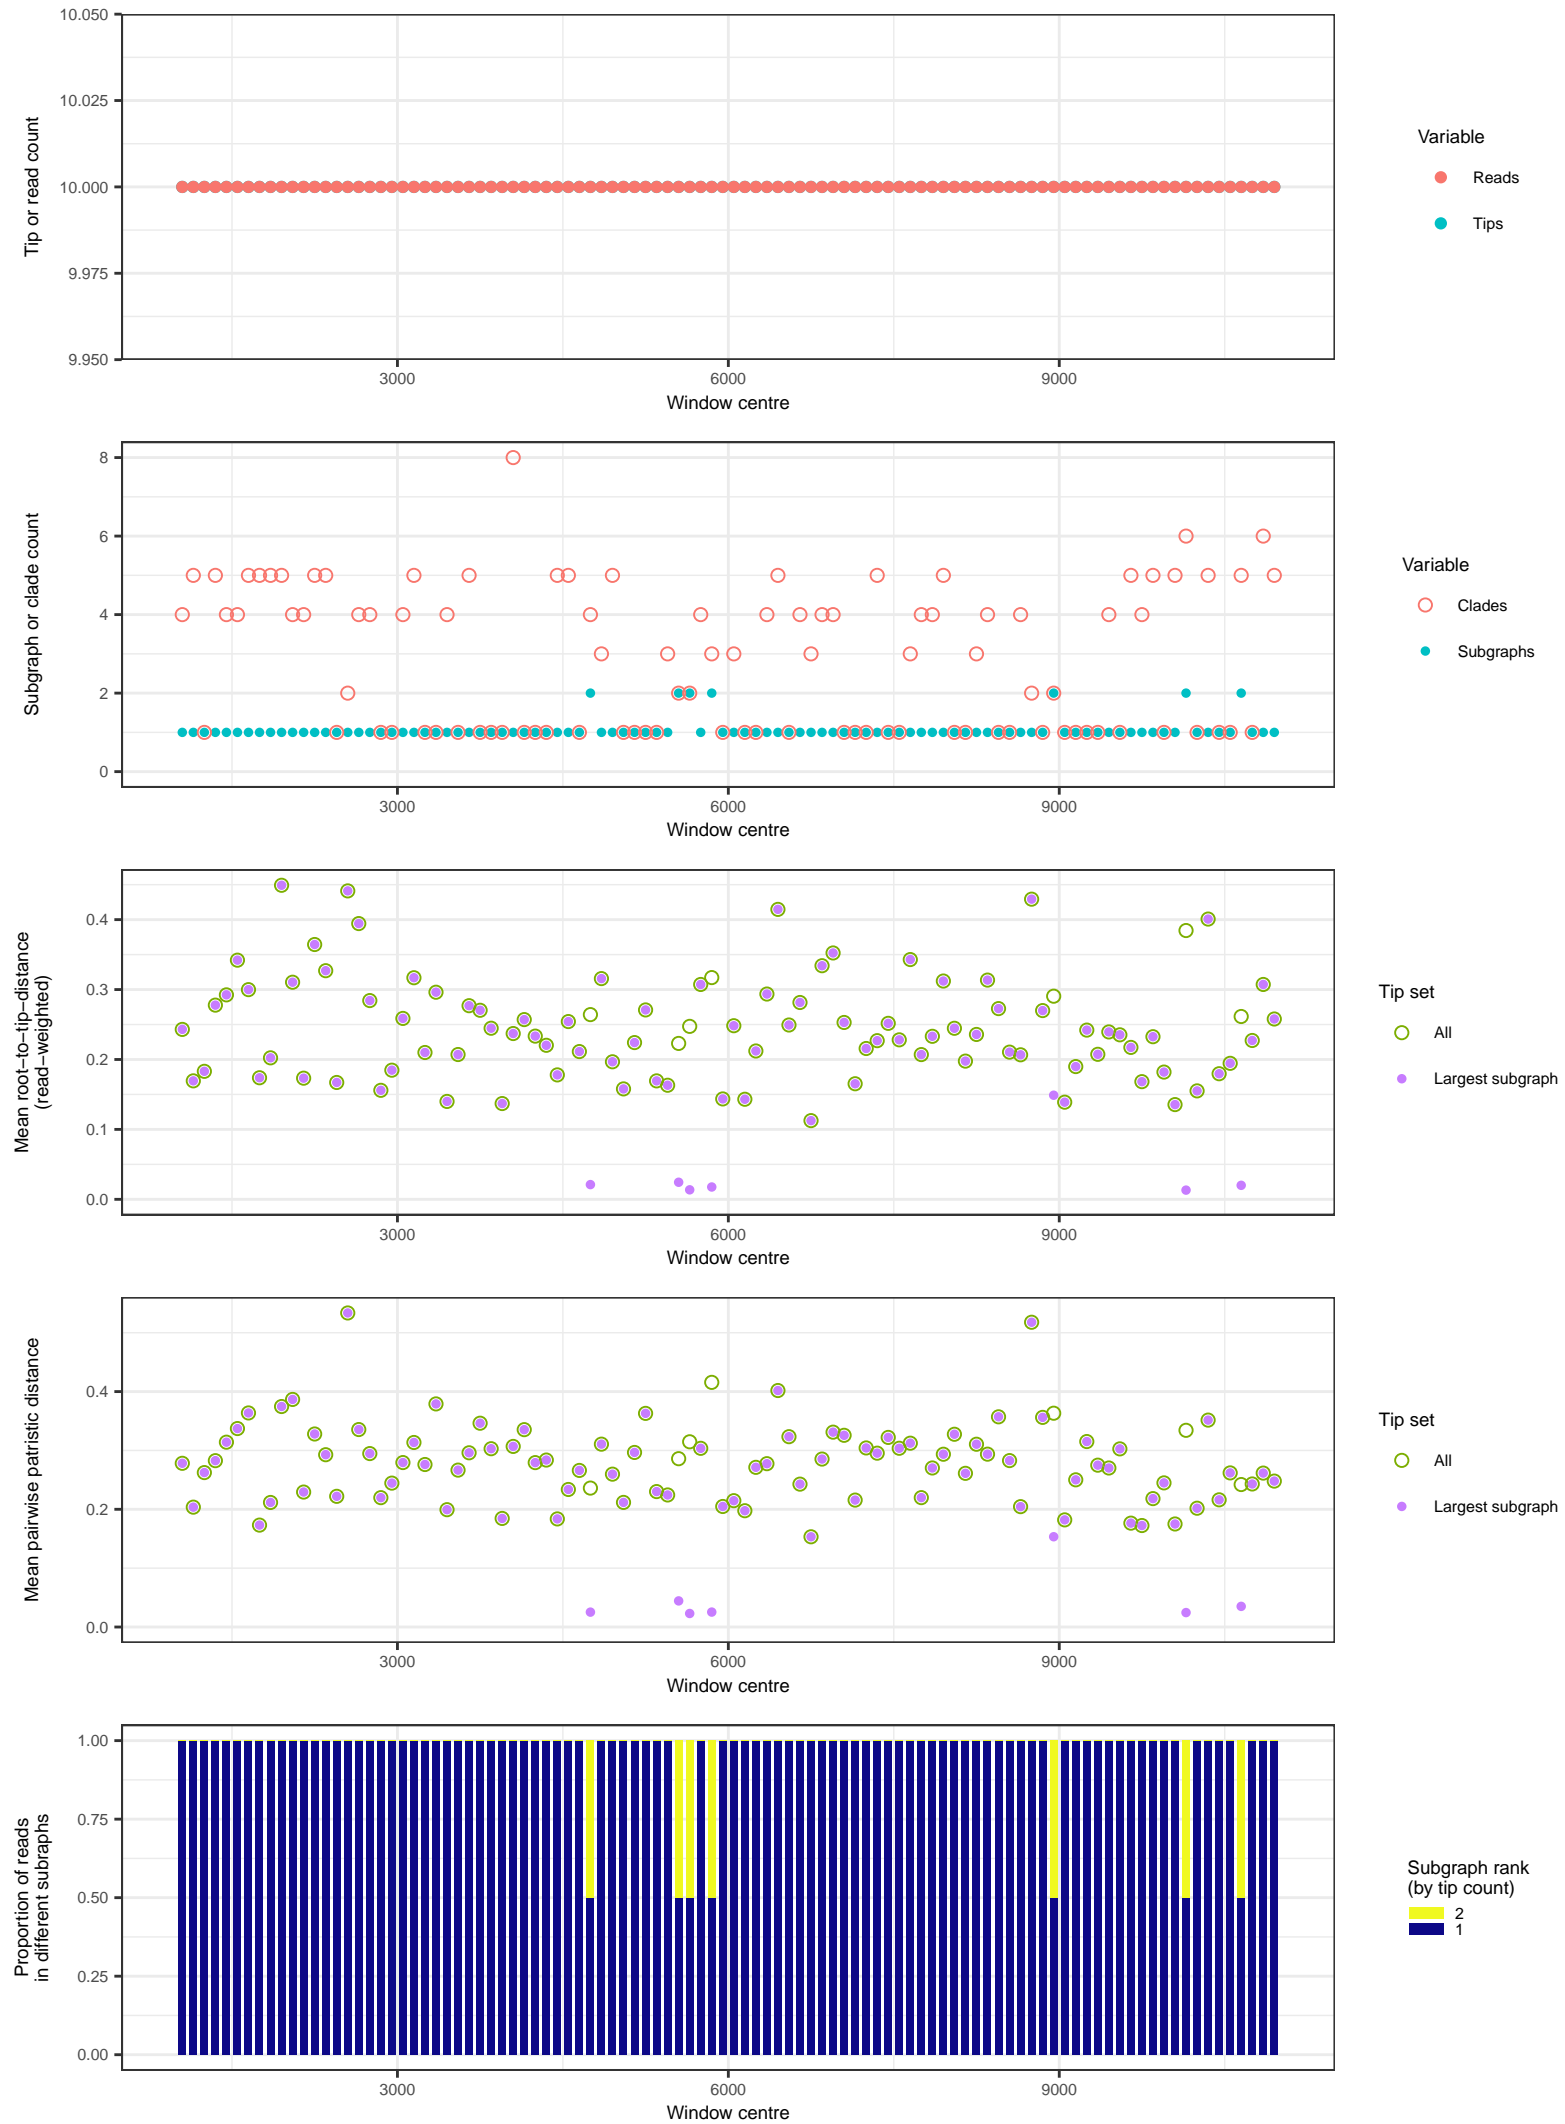 10.050
10.025
10.000
9.975
9.950
Tip or read count
3000 6000 9000
Window centre
Variable
Reads
Tips
8
6
4
2
0
Subgraph or clade count
3000 6000 9000
Window centre
Variable
Clades
Subgraphs
0.4
0.3
0.2
0.1
0.0
Mean root-to-tip-distance
(read-weighted)
3000 6000 9000
Window centre
Tip set
All
Largest subgraph
0.4
0.2
0.0
Mean pairwise patristic distance
3000 6000 9000
Window centre
Tip set
All
Largest subgraph
1.00
0.75
0.50
0.25
0.00
Proportion of reads
in different subraphs
3000 6000 9000
Window centre
Subgraph rank
(by tip count)
2
1